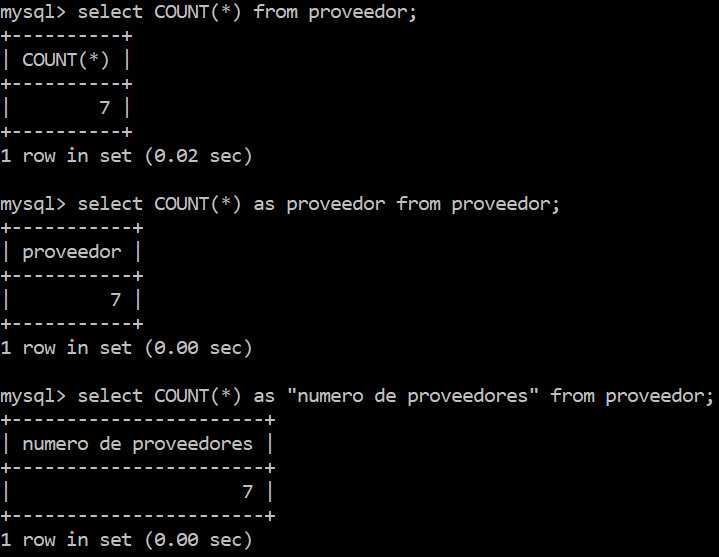 mysql> select COUNT(*) from proveedor;
+----------+
| COUNT(*) |
+----------+
|        7 |
+----------+
1 row in set (0.02 sec)

mysql> select COUNT(*) as proveedor from proveedor;
+-----------+
| proveedor |
+-----------+
|         7 |
+-----------+
1 row in set (0.00 sec)

mysql> select COUNT(*) as "numero de proveedores" from proveedor;
+-----------------------+
| numero de proveedores |
+-----------------------+
|                     7 |
+-----------------------+
1 row in set (0.00 sec)